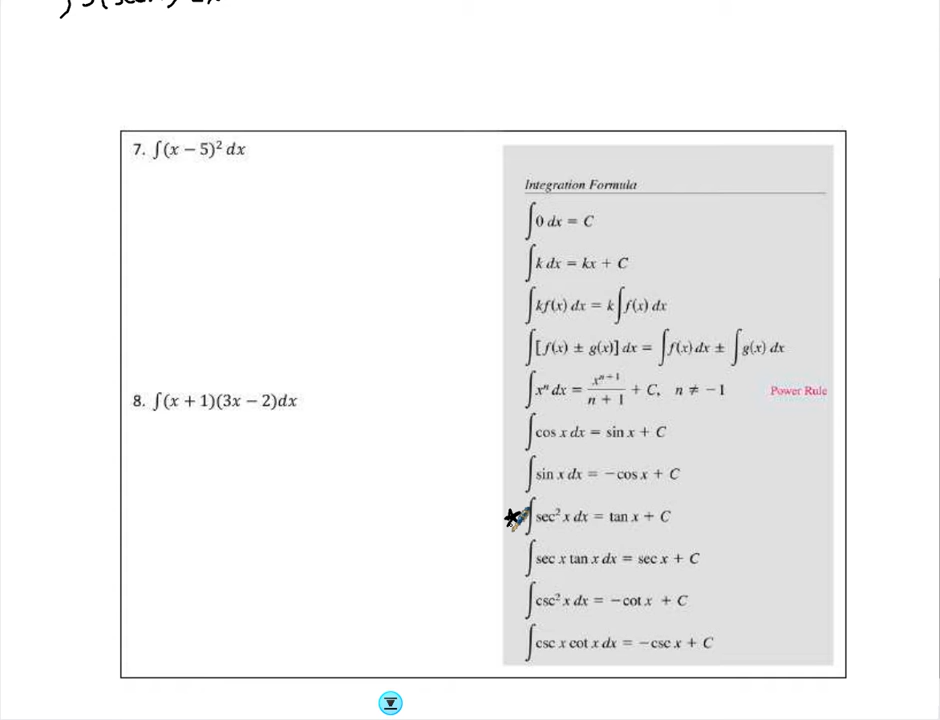 7. ∫(x − 5)² dx
Integration Formula
∫0 dx = C
∫k dx = kx + C
∫kf(x) dx = k∫f(x) dx
∫[f(x) ± g(x)] dx = ∫f(x) dx ± ∫g(x) dx
∫xⁿ dx = xⁿ⁺¹/(n + 1) + C, n ≠ −1 Power Rule
8. ∫(x + 1)(3x − 2)dx
∫cos x dx = sin x + C
∫sin x dx = −cos x + C
∫sec² x dx = tan x + C
∫sec x tan x dx = sec x + C
∫csc² x dx = −cot x + C
∫csc x cot x dx = −csc x + C